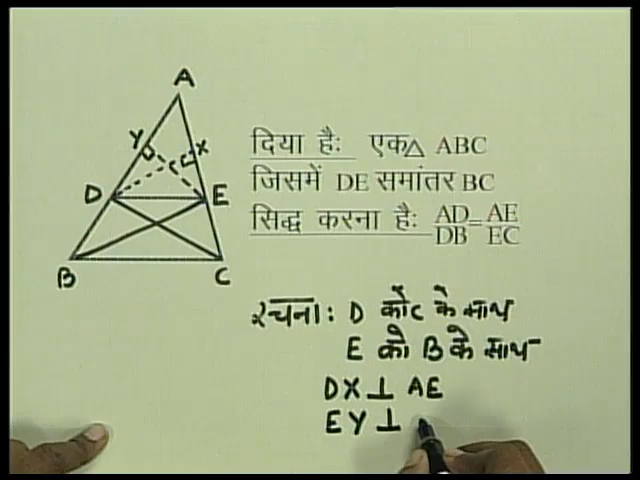 A
Y
X
D
E
B
C
दिया है: एक△ ABC
जिसमें DE समांतर BC
सिद्ध करना है: AD/DB=AE/EC
रचना: D को C के साथ
E को B के साथ
DX⊥ AE
EY⊥